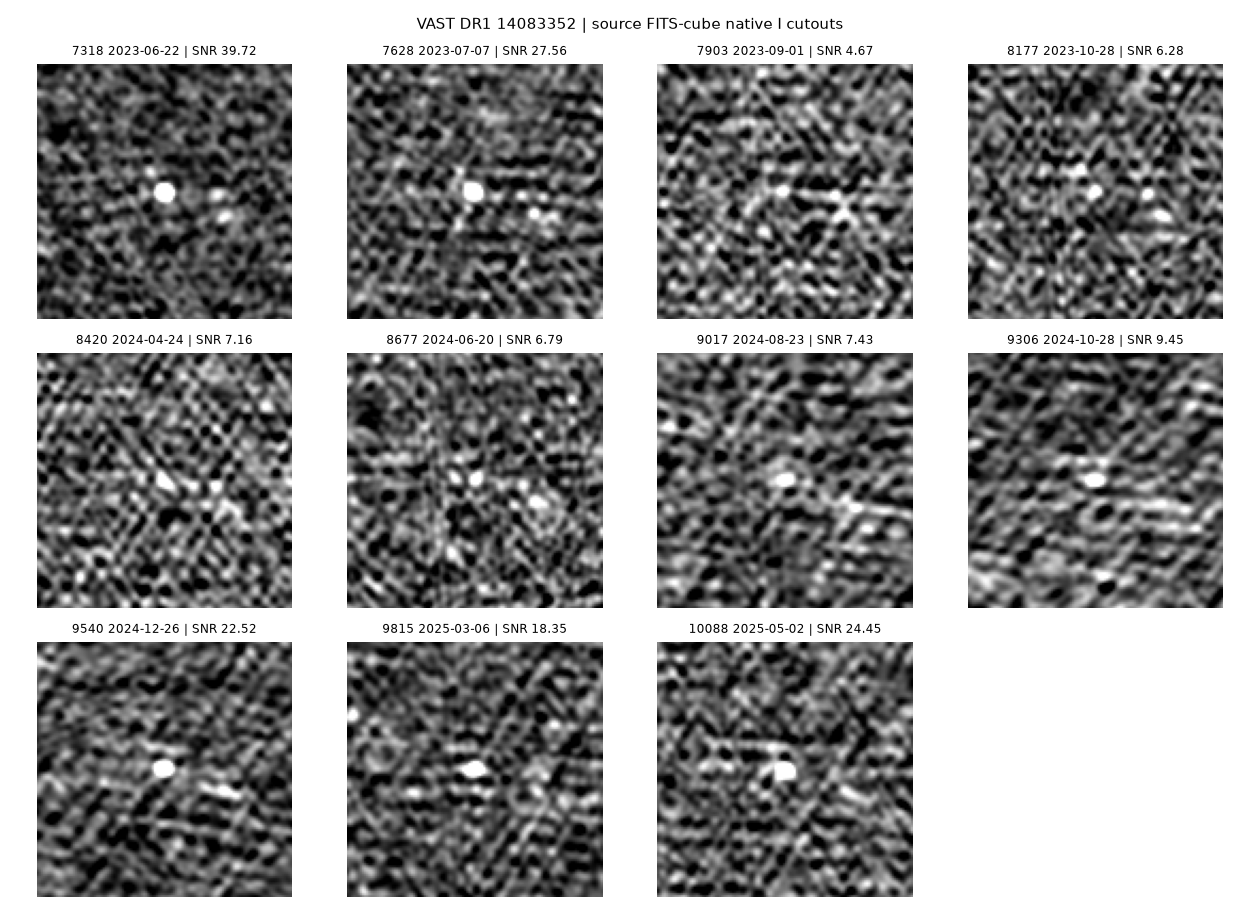 VAST DR1 14083352 | source FITS-cube native I cutouts
7318 2023-06-22 | SNR 39.72
7628 2023-07-07 | SNR 27.56
7903 2023-09-01 | SNR 4.67
8177 2023-10-28 | SNR 6.28
8420 2024-04-24 | SNR 7.16
8677 2024-06-20 | SNR 6.79
9017 2024-08-23 | SNR 7.43
9306 2024-10-28 | SNR 9.45
9540 2024-12-26 | SNR 22.52
9815 2025-03-06 | SNR 18.35
10088 2025-05-02 | SNR 24.45